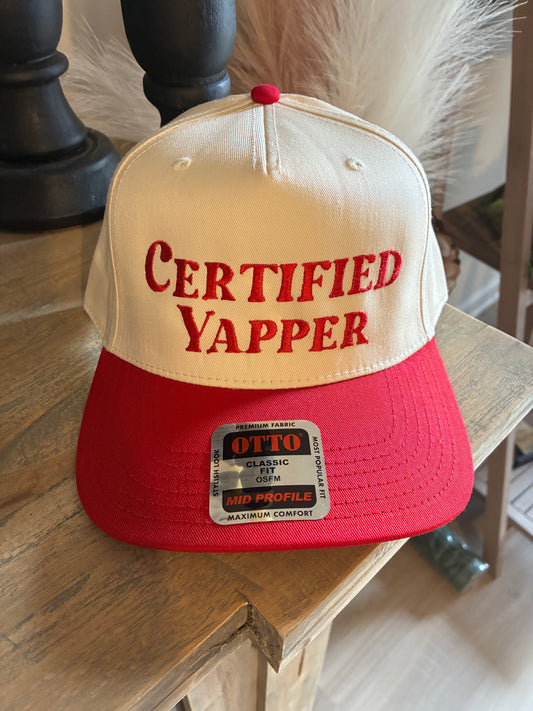 CERTIFIED
YAPPER
PREMIUM FABRIC
STYLISH LOOK
OTTO
CLASSIC
FIT
OSFM
MID PROFILE
MOST POPULAR FIT
MAXIMUM COMFORT